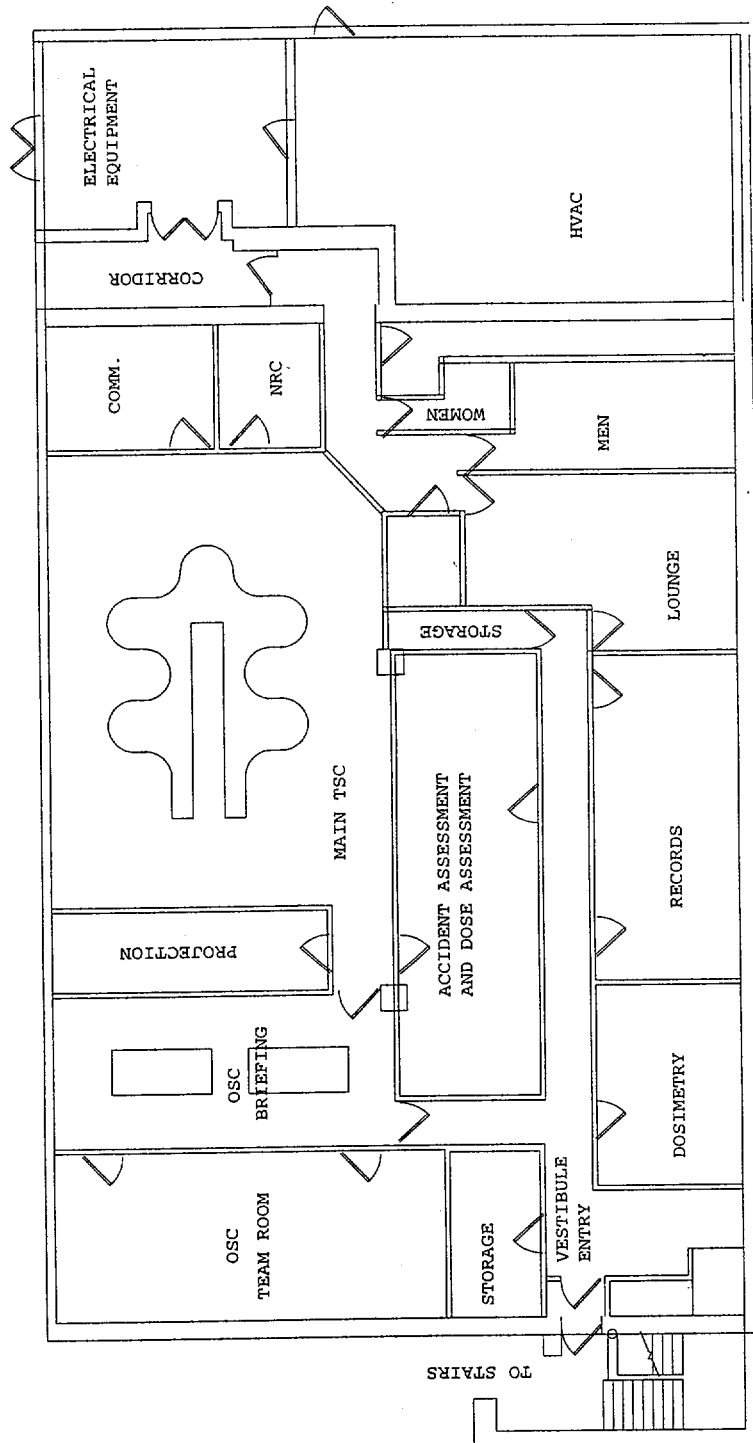 ELECTRICAL
EQUIPMENT
CORRIDOR
HVAC
COMM.
NRC
WOMEN
MEN
LOUNGE
STORAGE
MAIN TSC
ACCIDENT ASSESSMENT
AND DOSE ASSESSMENT
RECORDS
PROJECTION
OSC
BRIEFING
DOSIMETRY
OSC
TEAM ROOM
STORAGE
VESTIBULE
ENTRY
TO STAIRS